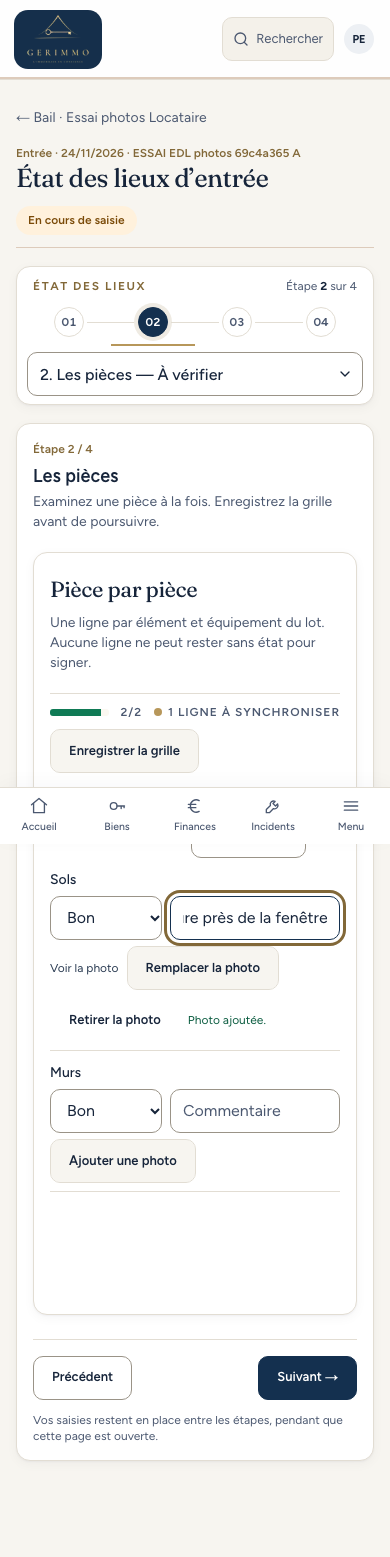 GERIMMO
Rechercher
PE
← Bail · Essai photos Locataire
Entrée · 24/11/2026 · ESSAI EDL photos 69c4a365 A
État des lieux d’entrée
En cours de saisie
ÉTAT DES LIEUX
Étape 2 sur 4
01
02
03
04
2. Les pièces — À vérifier
Étape 2 / 4
Les pièces
Examinez une pièce à la fois. Enregistrez la grille
avant de poursuivre.
Pièce par pièce
Une ligne par élément et équipement du lot.
Aucune ligne ne peut rester sans état pour
signer.
2/2
1 LIGNE À SYNCHRONISER
Enregistrer la grille
Accueil
Biens
Finances
Incidents
Menu
Sols
Bon
re près de la fenêtre
Voir la photo
Remplacer la photo
Retirer la photo
Photo ajoutée.
Murs
Bon
Commentaire
Ajouter une photo
Précédent
Suivant →
Vos saisies restent en place entre les étapes, pendant que
cette page est ouverte.